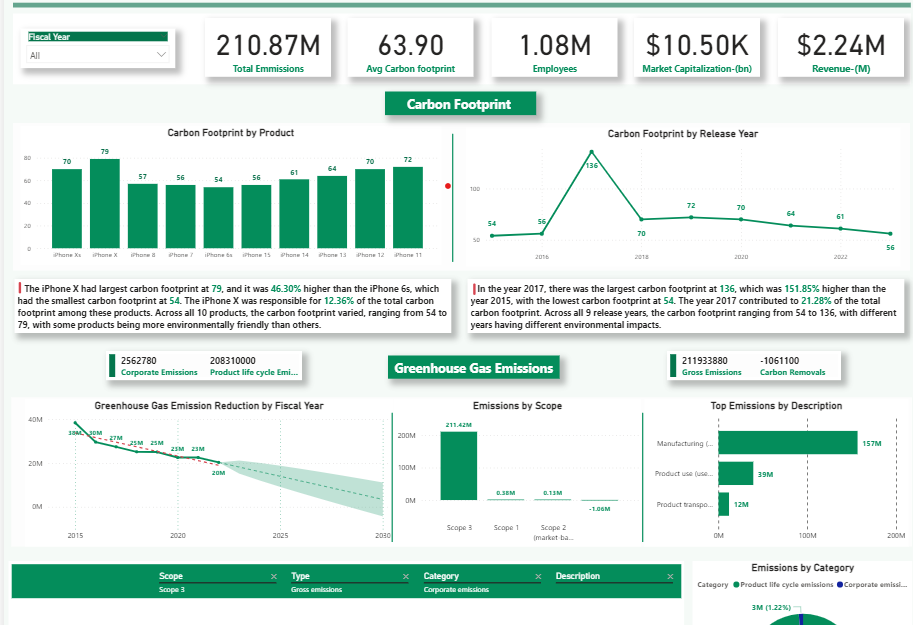 Fiscal Year
All
210.87M
Total Emmissions
63.90
Avg Carbon footprint
1.08M
Employees
$10.50K
Market Capitalization-(bn)
$2.24M
Revenue-(M)
Carbon Footprint
Carbon Footprint by Product
80
60
40
20
0
70
79
57
56
54
56
61
64
70
72
iPhone Xs
iPhone X
iPhone 8
iPhone 7
iPhone 6s
iPhone 15
iPhone 14
iPhone 13
iPhone 12
iPhone 11
Carbon Footprint by Release Year
100
50
54
56
136
70
72
70
64
61
56
2016
2018
2020
2022
The iPhone X had largest carbon footprint at 79, and it was 46.30% higher than the iPhone 6s, which
had the smallest carbon footprint at 54. The iPhone X was responsible for 12.36% of the total carbon
footprint among these products. Across all 10 products, the carbon footprint varied, ranging from 54 to
79, with some products being more environmentally friendly than others.
In the year 2017, there was the largest carbon footprint at 136, which was 151.85% higher than the
year 2015, with the lowest carbon footprint at 54. The year 2017 contributed to 21.28% of the total
carbon footprint. Across all 9 release years, the carbon footprint ranging from 54 to 136, with different
years having different environmental impacts.
2562780
Corporate Emissions
208310000
Product life cycle Emi...
Greenhouse Gas Emissions
211933880
Gross Emissions
-1061100
Carbon Removals
Greenhouse Gas Emission Reduction by Fiscal Year
40M
20M
0M
38M
30M
27M
25M
25M
23M
23M
20M
2015
2020
2025
2030
Emissions by Scope
200M
100M
0M
211.42M
0.38M
0.13M
-1.06M
Scope 3
Scope 1
Scope 2
(market-ba...
Top Emissions by Description
Manufacturing (...
157M
Product use (use...
39M
Product transpo...
12M
0M
100M
200M
Scope
Scope 3
Type
Gross emissions
Category
Corporate emissions
Description
Emissions by Category
Category
Product life cycle emissions
Corporate emissi...
3M (1.22%)